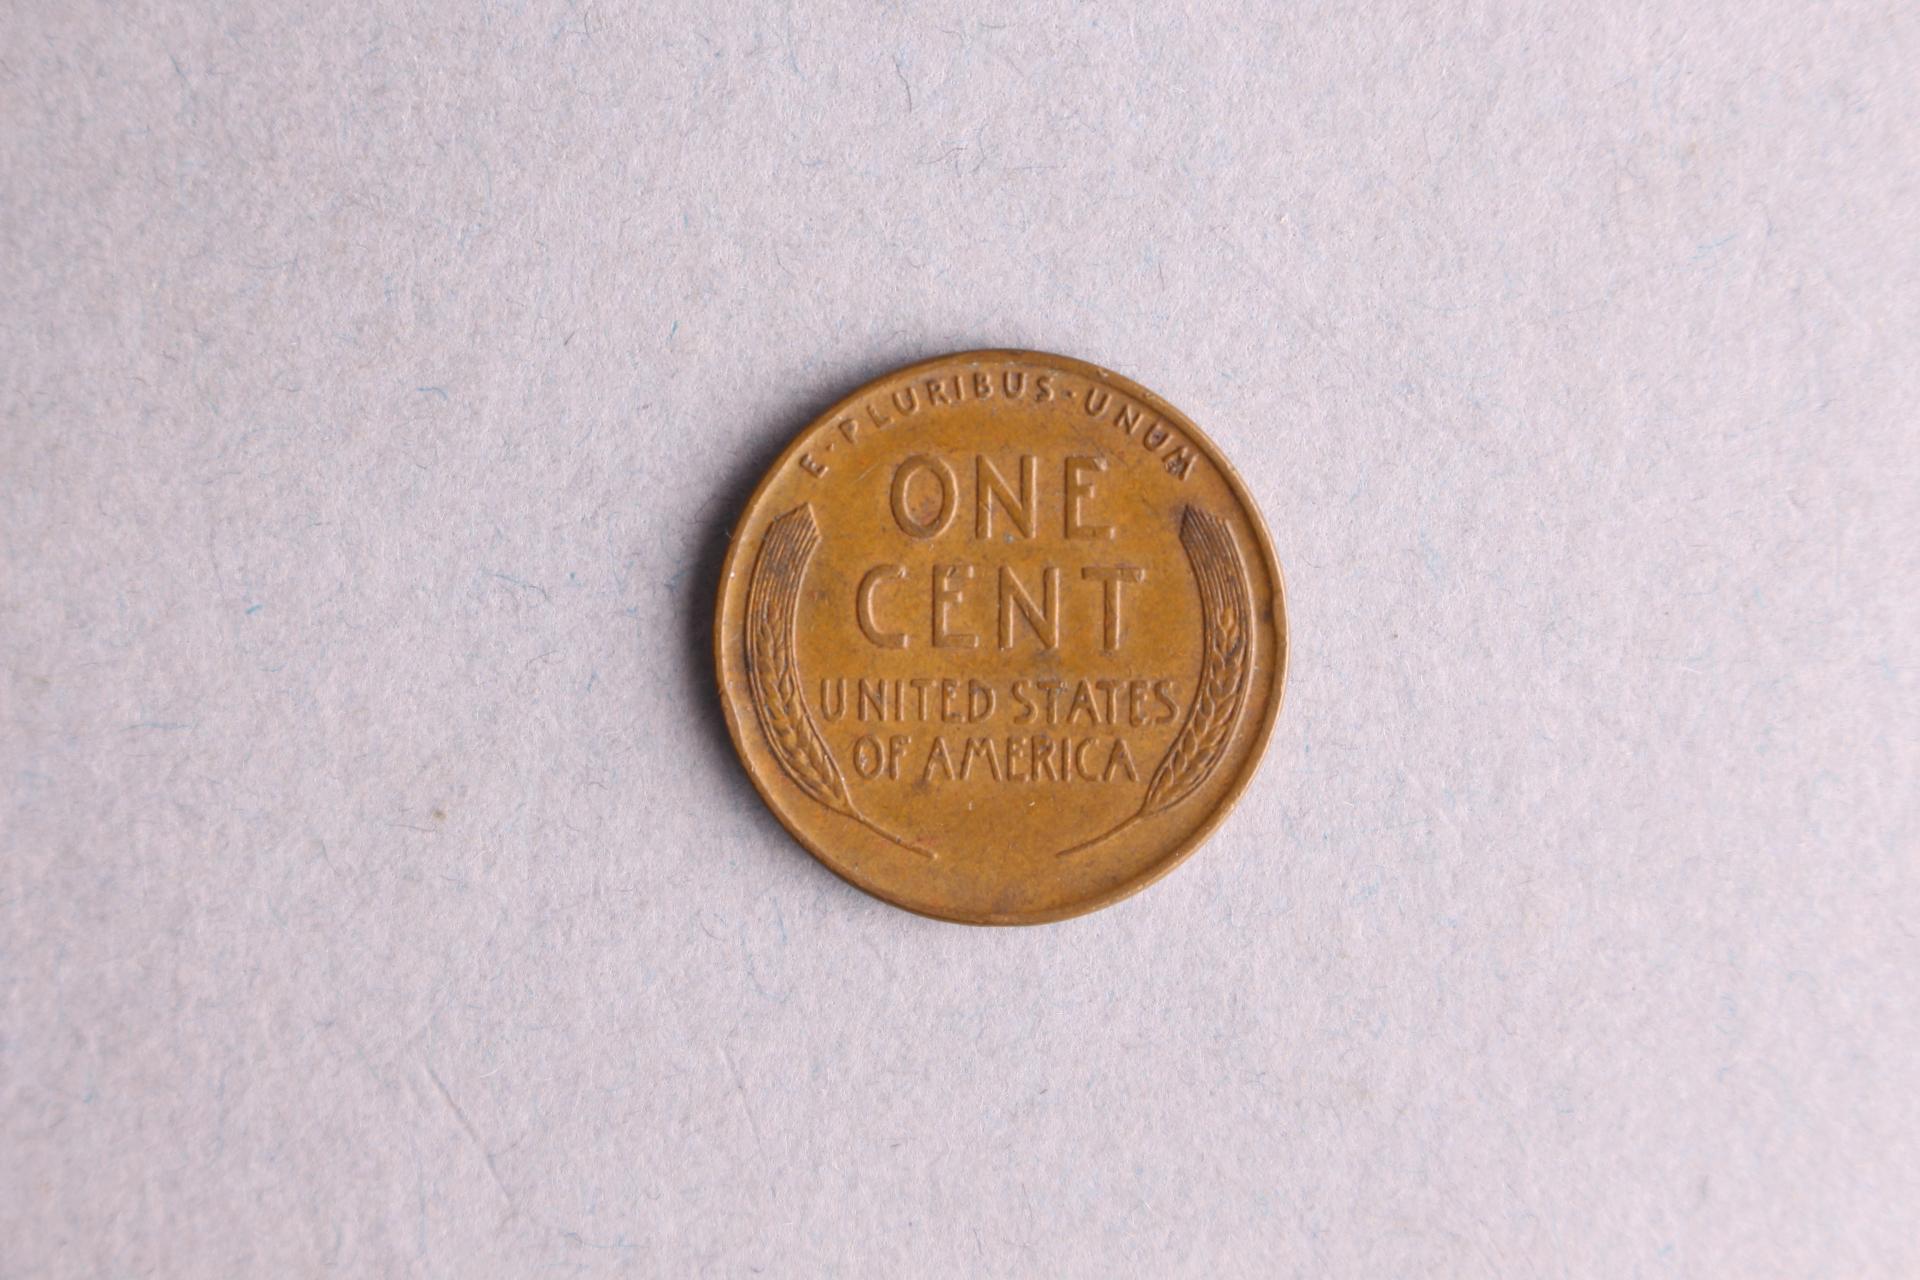 E·PLURIBUS·UNUM
ONE
CENT
UNITED STATES
OF AMERICA